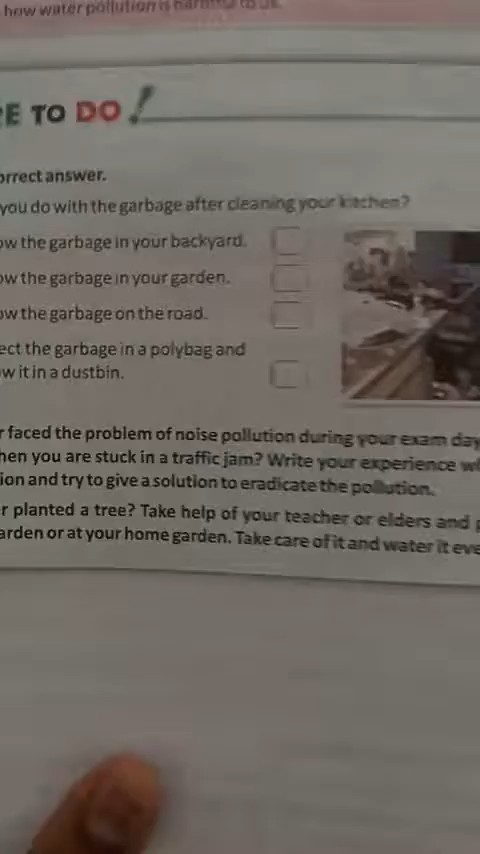 how water pollution is harmful to us.
E TO DO!
orrect answer.
you do with the garbage after cleaning your kitchen?
ow the garbage in your backyard.
ow the garbage in your garden.
ow the garbage on the road.
ect the garbage in a polybag and
w it in a dustbin.
r faced the problem of noise pollution during your exam day
hen you are stuck in a traffic jam? Write your experience
ion and try to give a solution to eradicate the pollution.
r planted a tree? Take help of your teacher or elders and
arden or at your home garden. Take care of it and water it eve